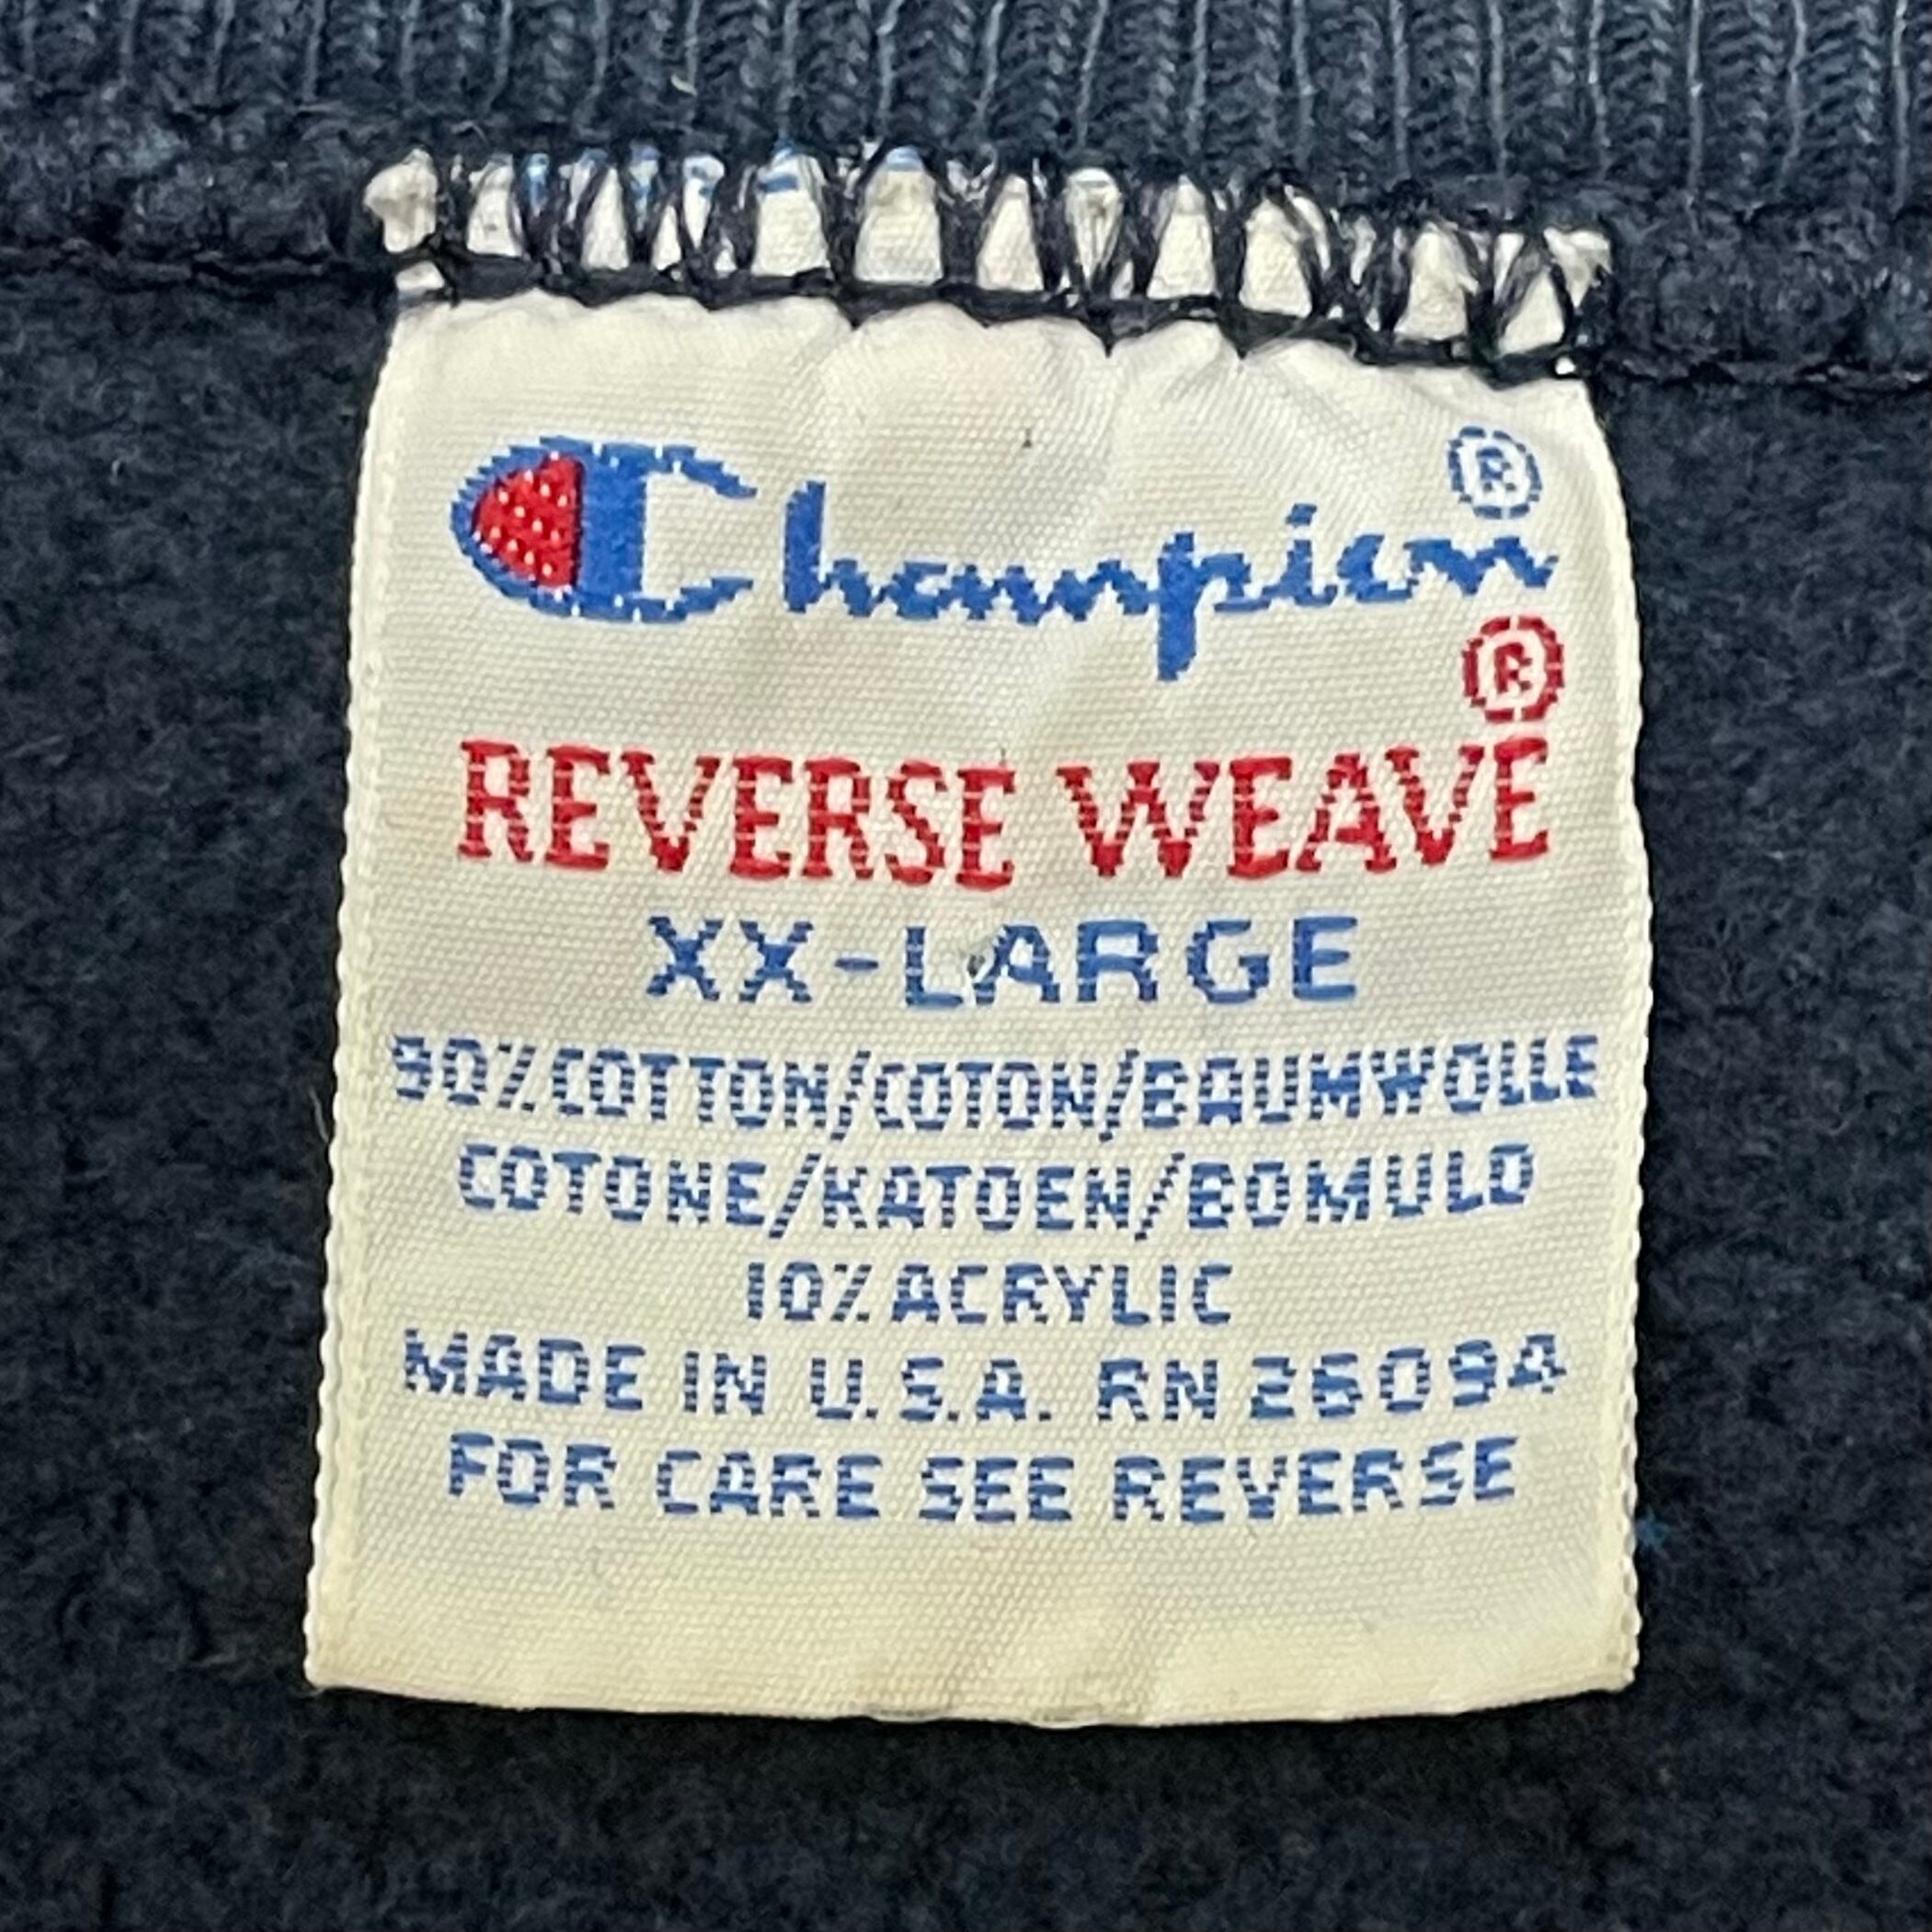 Champion®
REVERSE WEAVE®
XX-LARGE
90% COTTON/COTON/BAUMWOLLE
COTONE/KATOEN/BOMULD
10% ACRYLIC
MADE IN U.S.A. RN 26094
FOR CARE SEE REVERSE